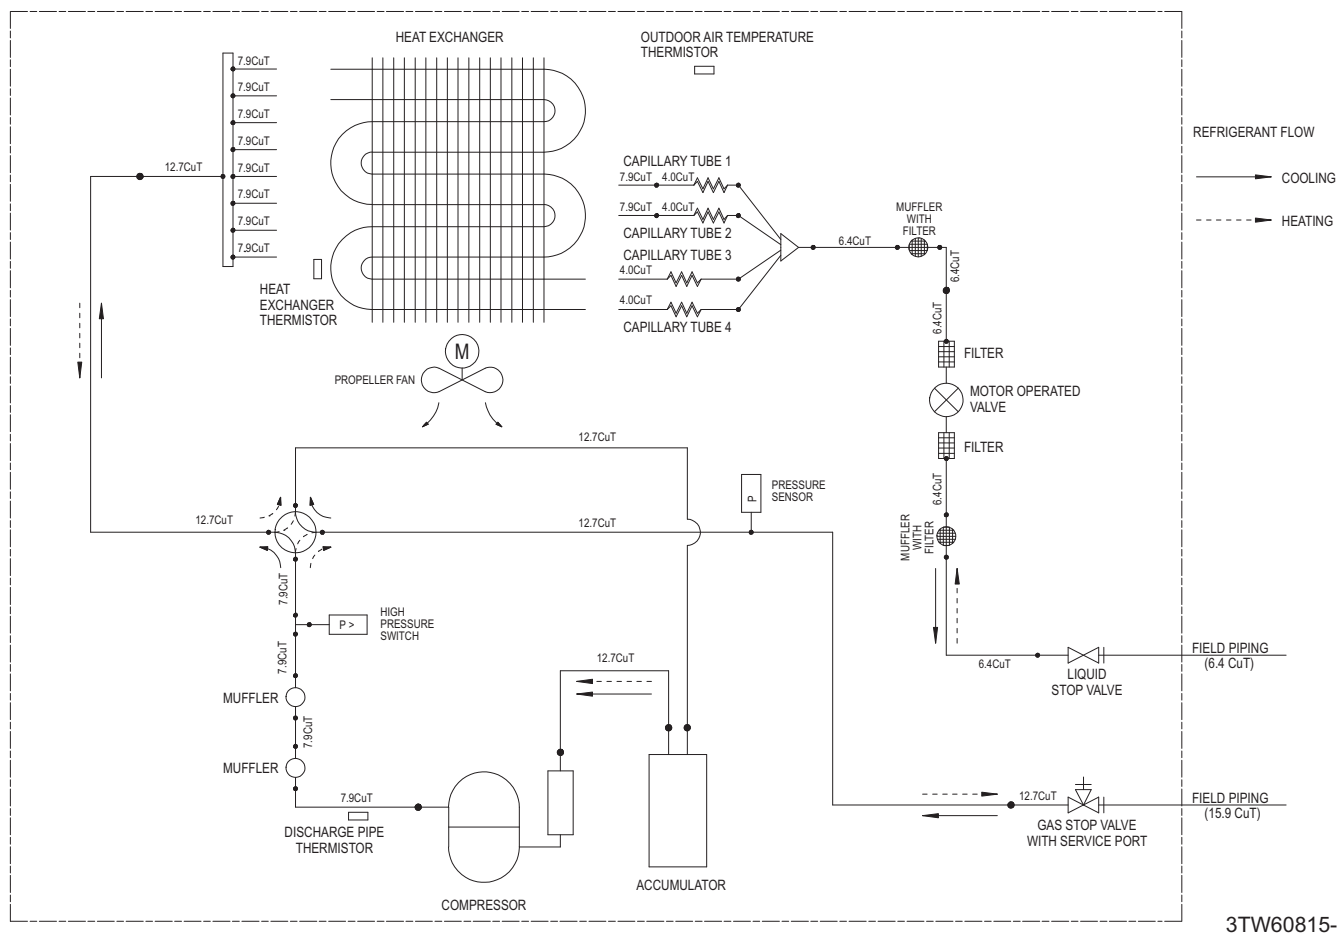 HEAT EXCHANGER
OUTDOOR AIR TEMPERATURE
THERMISTOR
7.9CuT
7.9CuT
7.9CuT
7.9CuT
7.9CuT
7.9CuT
7.9CuT
7.9CuT
12.7CuT
HEAT
EXCHANGER
THERMISTOR
CAPILLARY TUBE 1
7.9CuT 4.0CuT
7.9CuT 4.0CuT
CAPILLARY TUBE 2
CAPILLARY TUBE 3
4.0CuT
4.0CuT
CAPILLARY TUBE 4
6.4CuT
MUFFLER
WITH
FILTER
6.4CuT
6.4CuT
FILTER
MOTOR OPERATED
VALVE
FILTER
6.4CuT
MUFFLER
WITH
FILTER
REFRIGERANT FLOW
COOLING
HEATING
M
PROPELLER FAN
12.7CuT
12.7CuT
12.7CuT
P
PRESSURE
SENSOR
7.9CuT
P >
HIGH
PRESSURE
SWITCH
7.9CuT
MUFFLER
7.9CuT
MUFFLER
7.9CuT
DISCHARGE PIPE
THERMISTOR
COMPRESSOR
12.7CuT
ACCUMULATOR
6.4CuT
LIQUID
STOP VALVE
FIELD PIPING
(6.4 CuT)
12.7CuT
GAS STOP VALVE
WITH SERVICE PORT
FIELD PIPING
(15.9 CuT)
3TW60815-